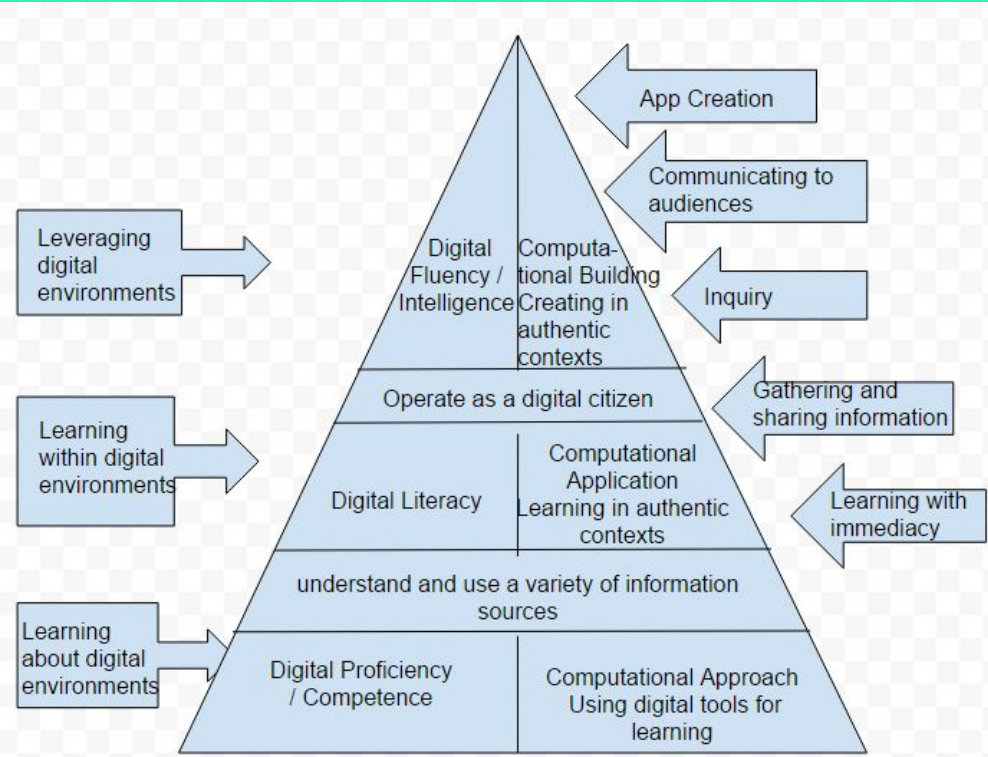 App Creation
Communicating to
audiences
Leveraging
digital
environments
Digital
Fluency /
Intelligence
Computa-
tional Building
Creating in
authentic
contexts
Inquiry
Operate as a digital citizen
Gathering and
sharing information
Learning
within digital
environments
Digital Literacy
Computational
Application
Learning in authentic
contexts
Learning with
immediacy
understand and use a variety of information
sources
Learning
about digital
environments
Digital Proficiency
/ Competence
Computational Approach
Using digital tools for
learning